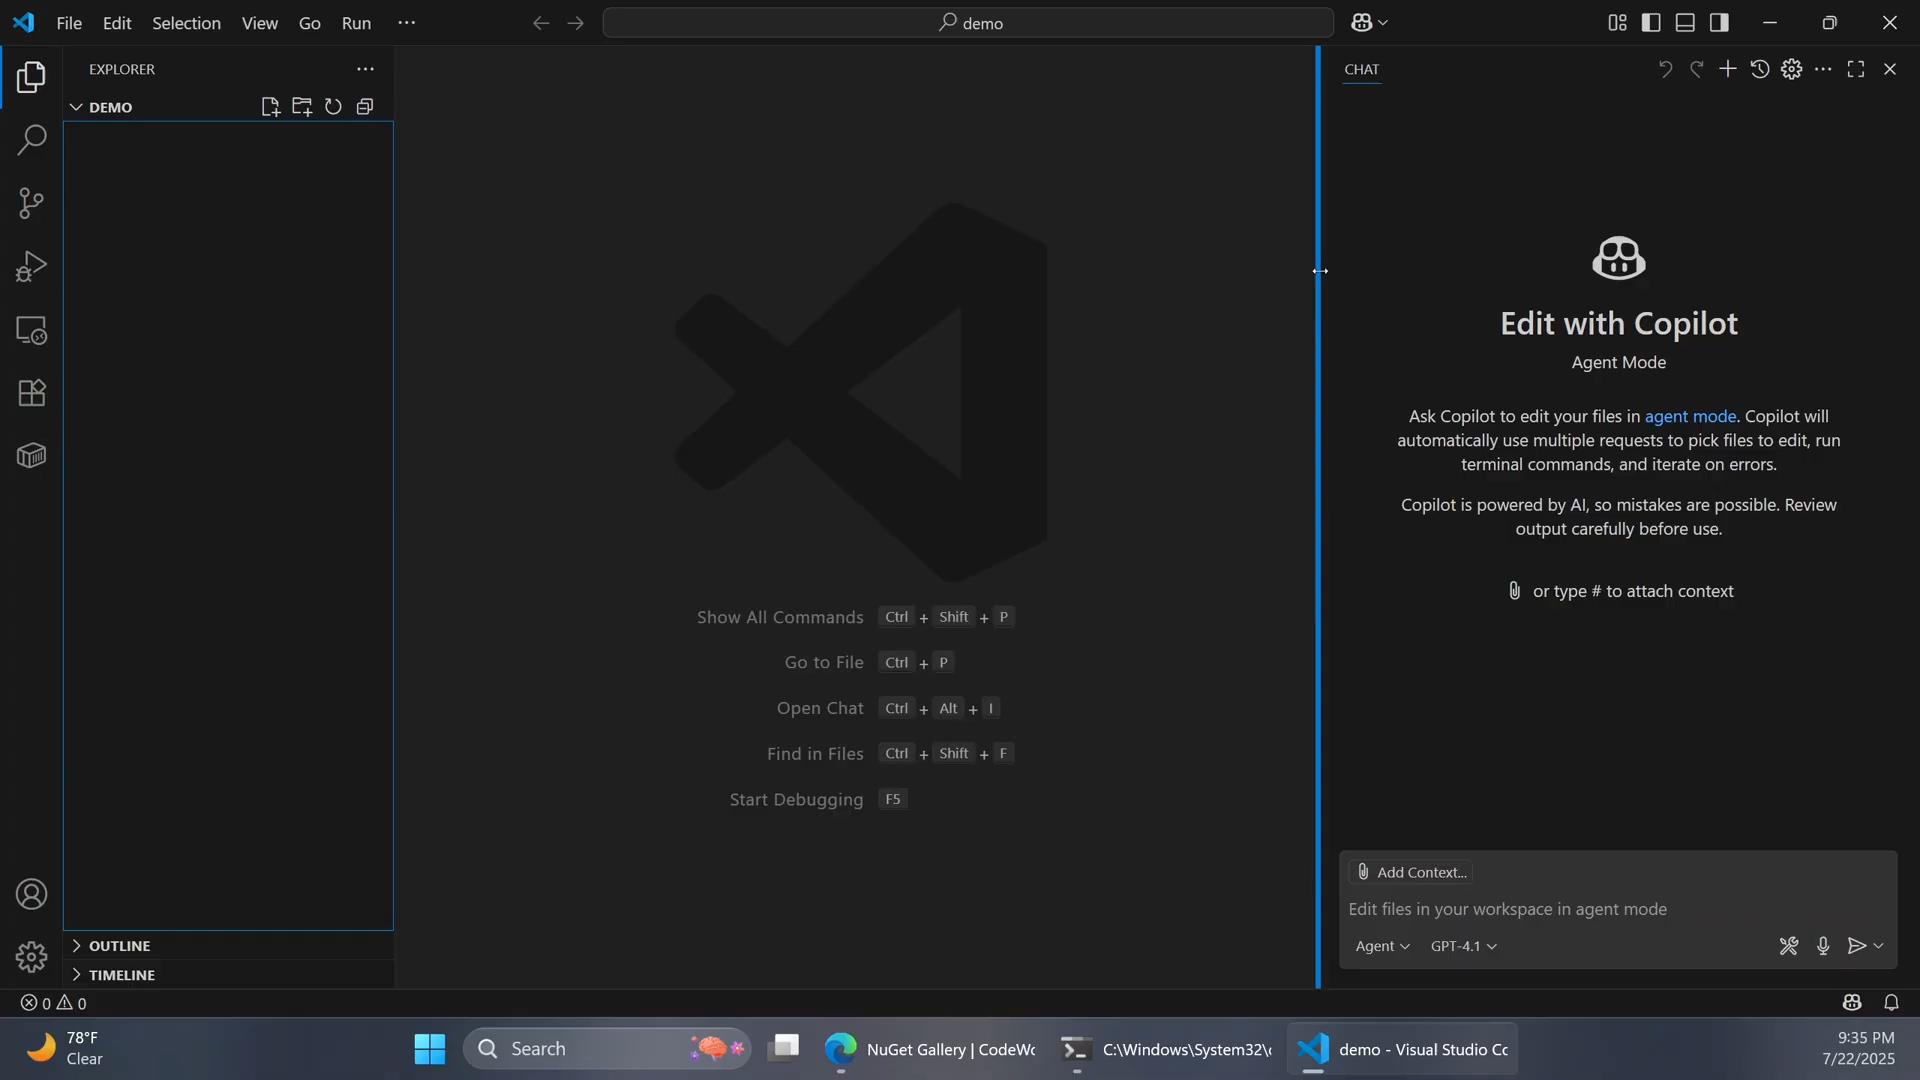 File Edit Selection View Go Run ···
demo
EXPLORER
DEMO
OUTLINE
TIMELINE
Show All Commands Ctrl + Shift + P
Go to File Ctrl + P
Open Chat Ctrl + Alt + I
Find in Files Ctrl + Shift + F
Start Debugging F5
CHAT
Edit with Copilot
Agent Mode
Ask Copilot to edit your files in agent mode. Copilot will
automatically use multiple requests to pick files to edit, run
terminal commands, and iterate on errors.
Copilot is powered by AI, so mistakes are possible. Review
output carefully before use.
or type # to attach context
Add Context...
Edit files in your workspace in agent mode
Agent GPT-4.1
0 0
78°F
Clear
Search
NuGet Gallery | CodeWo
C:\Windows\System32\c
demo - Visual Studio Co
9:35 PM
7/22/2025